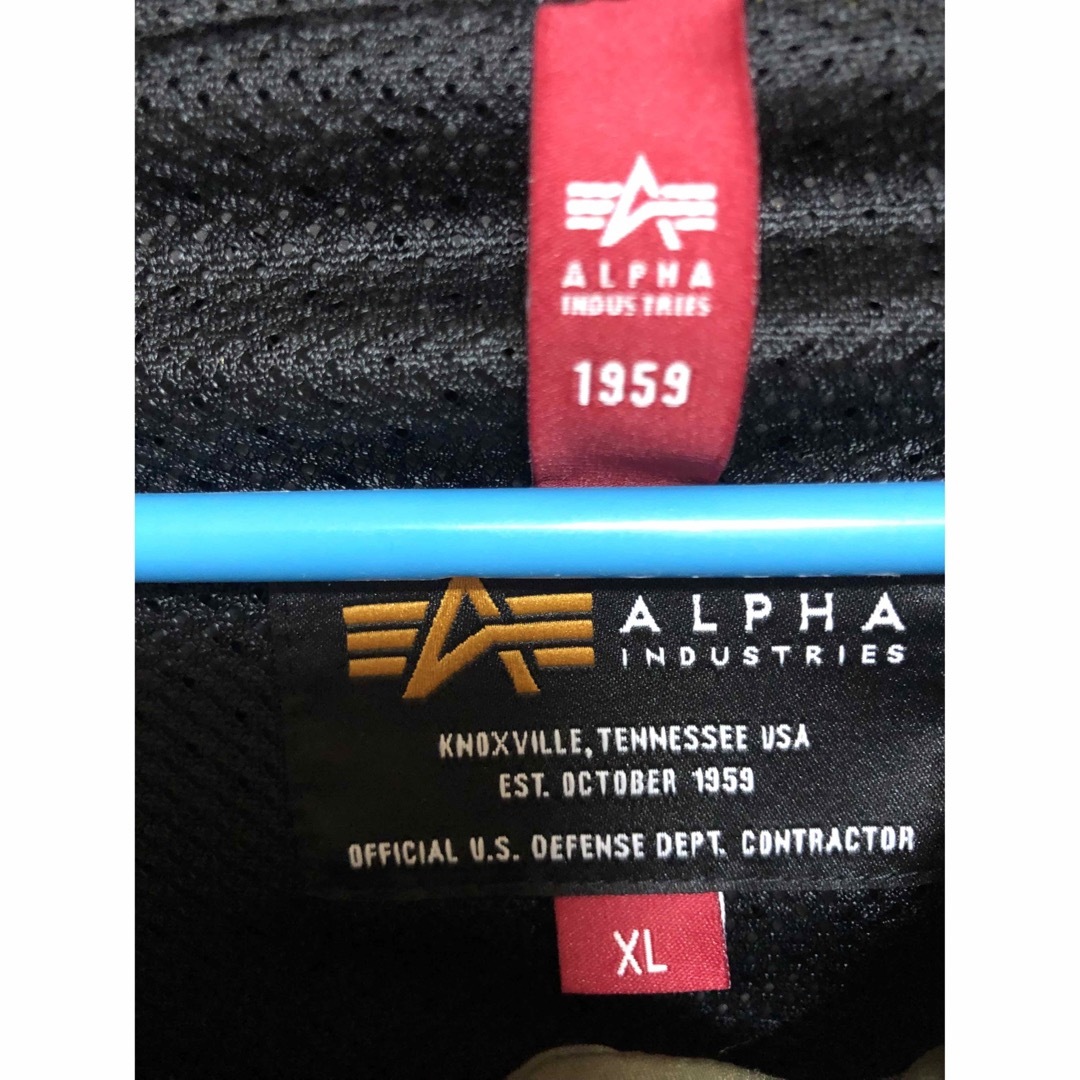 ALPHA
INDUSTRIES
1959
ALPHA
INDUSTRIES
KNOXVILLE, TENNESSEE USA
EST. OCTOBER 1959
OFFICIAL U.S. DEFENSE DEPT. CONTRACTOR
XL